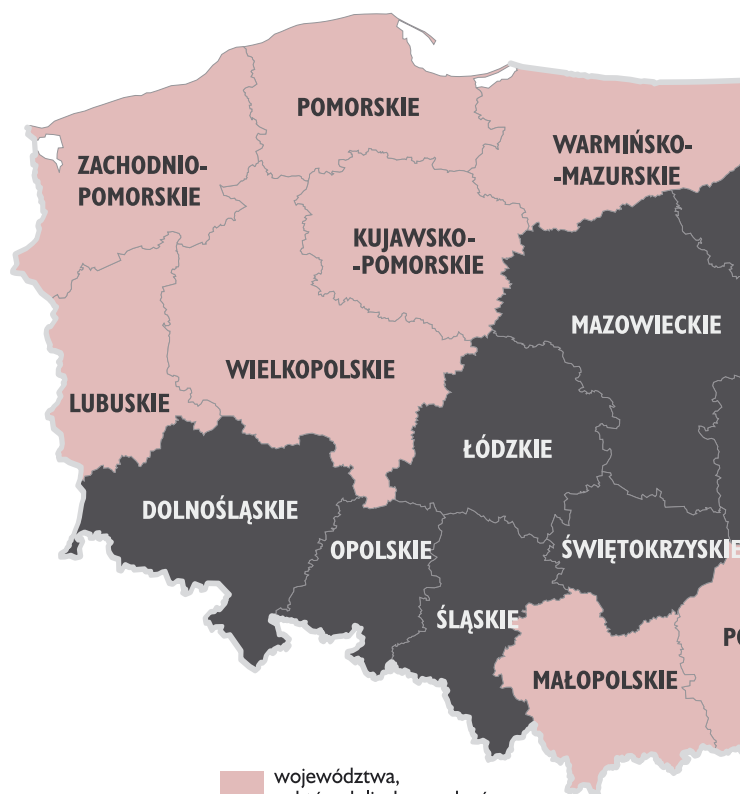 POMORSKIE
ZACHODNIO-
POMORSKIE
WARMIŃSKO-
-MAZURSKIE
KUJAWSKO-
-POMORSKIE
MAZOWIECKIE
WIELKOPOLSKIE
LUBUSKIE
ŁÓDZKIE
DOLNOŚLĄSKIE
OPOLSKIE
ŚWIĘTOKRZYSKIE
ŚLĄSKIE
MAŁOPOLSKIE
województwa,